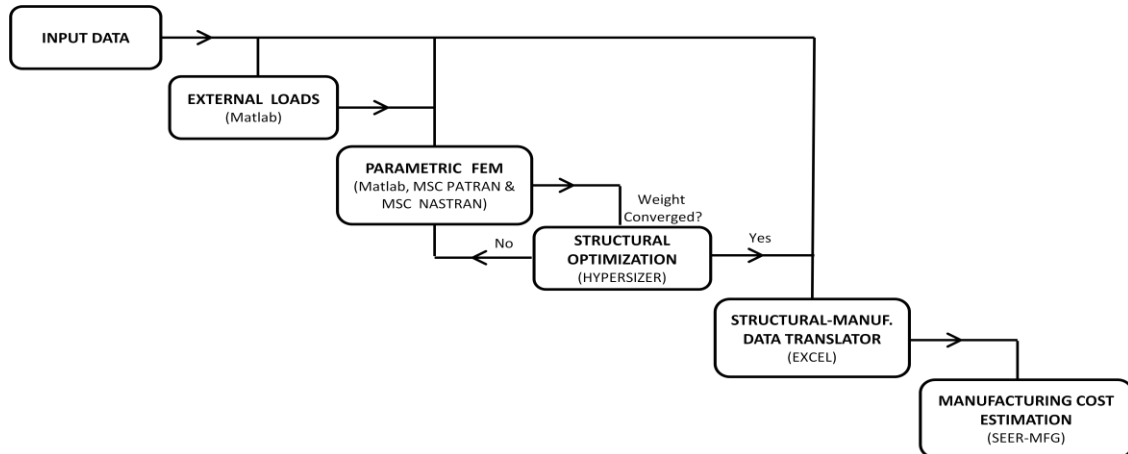 INPUT DATA
EXTERNAL LOADS
(Matlab)
PARAMETRIC FEM
(Matlab, MSC PATRAN &
MSC NASTRAN)
Weight
Converged?
No
STRUCTURAL
OPTIMIZATION
(HYPERSIZER)
Yes
STRUCTURAL-MANUF.
DATA TRANSLATOR
(EXCEL)
MANUFACTURING COST
ESTIMATION
(SEER-MFG)